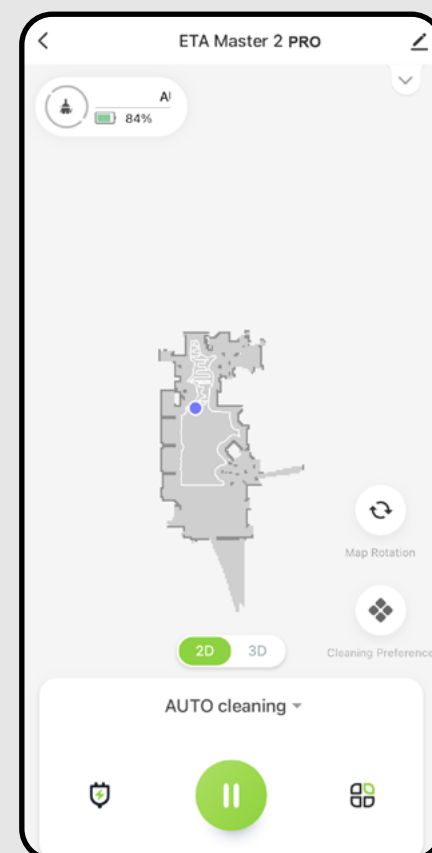 ETA Master 2 PRO
84%
Map Rotation
2D 3D
Cleaning Preference
AUTO cleaning